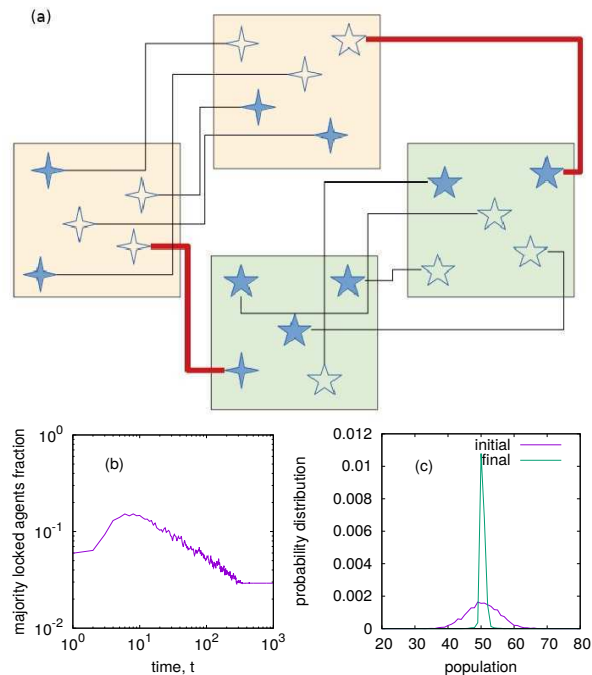 (a)
(b)
majority locked agents fraction
10^0
10^-1
10^-2
10^0 10^1 10^2 10^3
time, t
(c)
initial
final
probability distribution
0.012
0.01
0.008
0.006
0.004
0.002
0
20 30 40 50 60 70 80
population